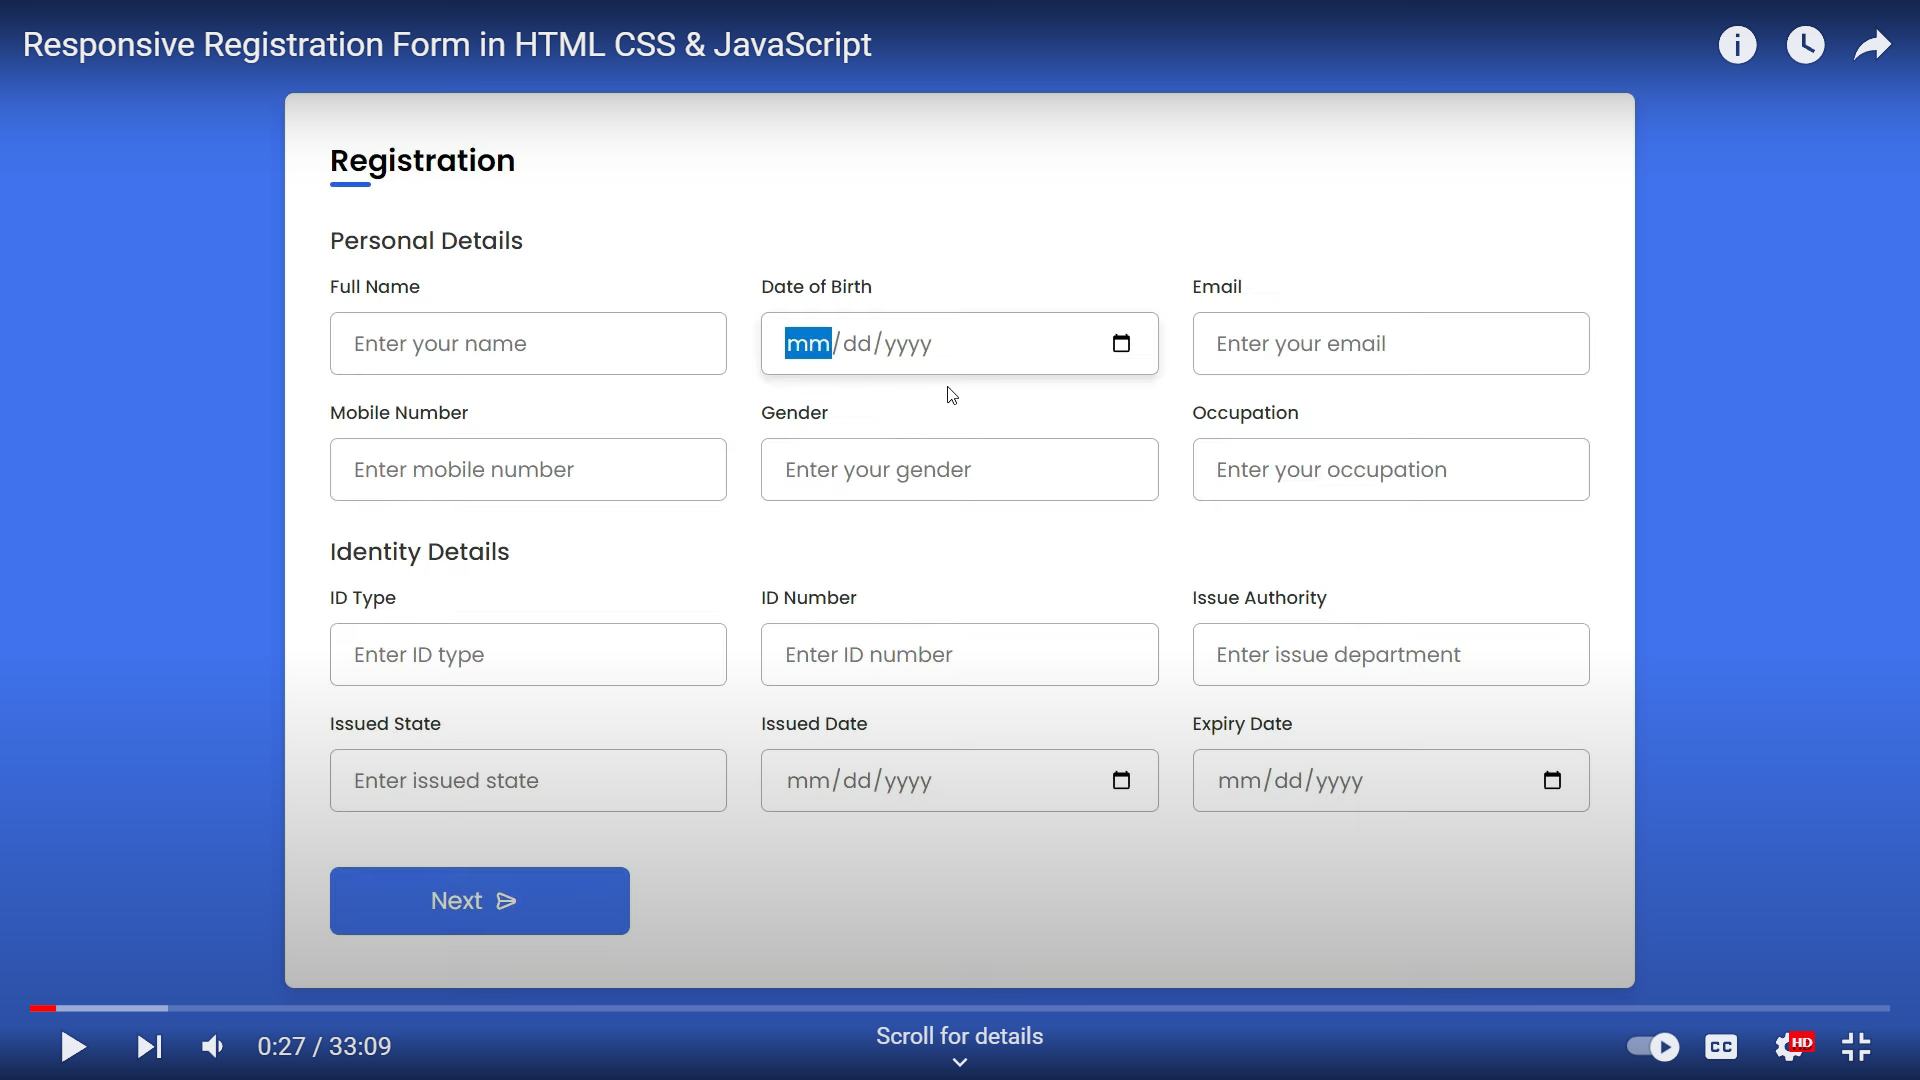 Responsive Registration Form in HTML CSS & JavaScript
Registration
Personal Details
Full Name
Date of Birth
Email
Enter your name
mm/dd/yyyy
Enter your email
Mobile Number
Gender
Occupation
Enter mobile number
Enter your gender
Enter your occupation
Identity Details
ID Type
ID Number
Issue Authority
Enter ID type
Enter ID number
Enter issue department
Issued State
Issued Date
Expiry Date
Enter issued state
mm/dd/yyyy
mm/dd/yyyy
Next
Scroll for details
0:27 / 33:09
CC
HD